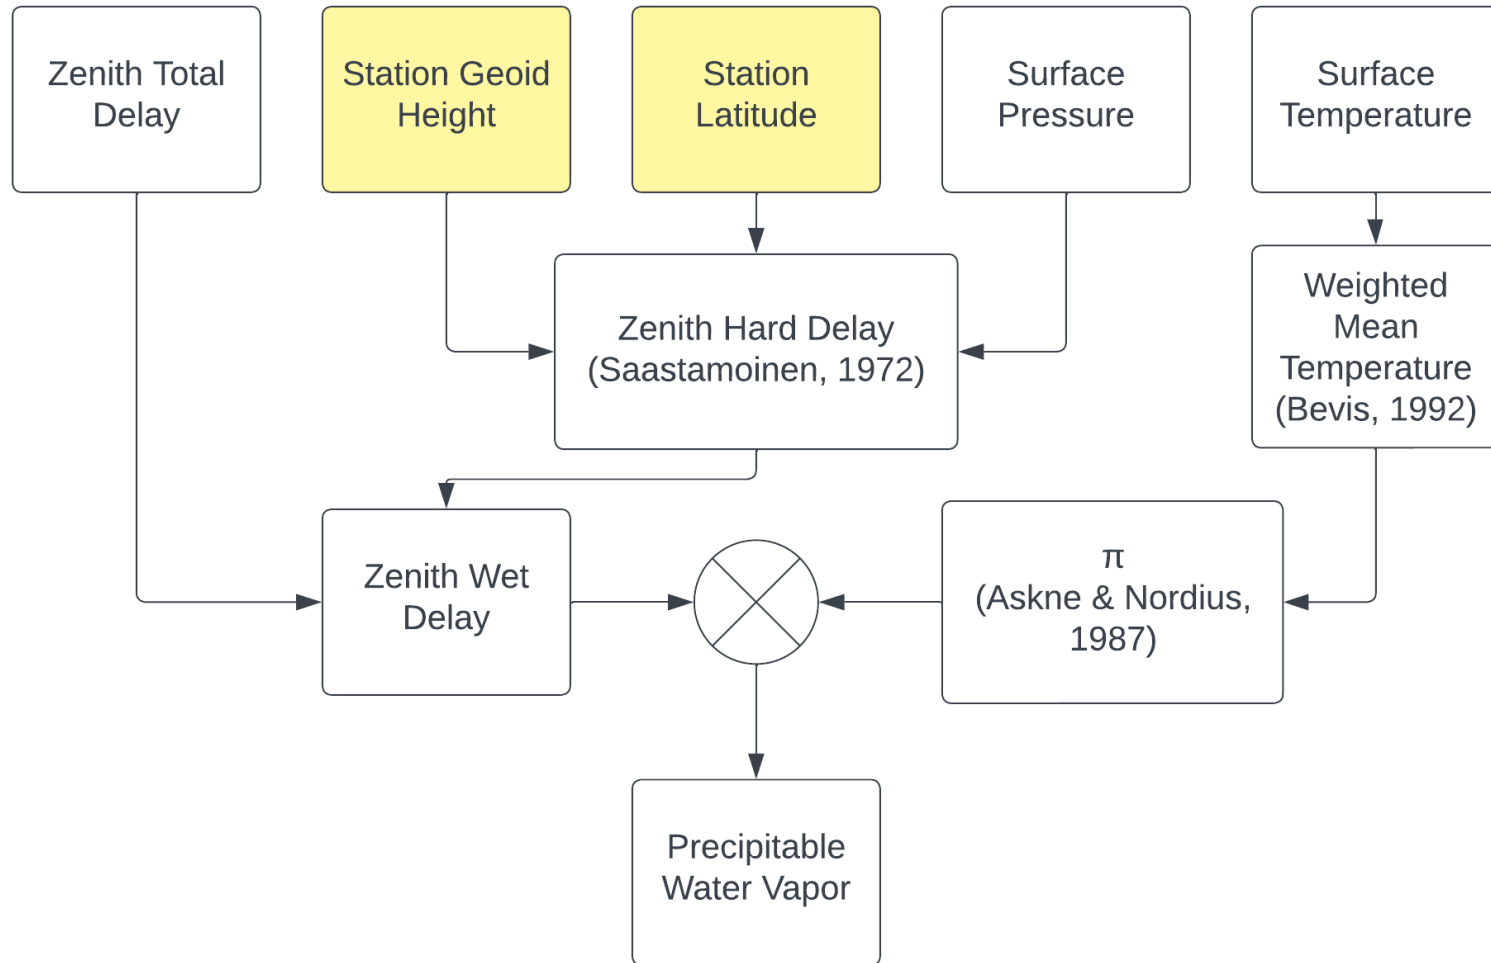 Zenith Total
Delay
Station Geoid
Height
Station
Latitude
Surface
Pressure
Surface
Temperature
Zenith Hard Delay
(Saastamoinen, 1972)
Weighted
Mean
Temperature
(Bevis, 1992)
Zenith Wet
Delay
π
(Askne & Nordius,
1987)
Precipitable
Water Vapor